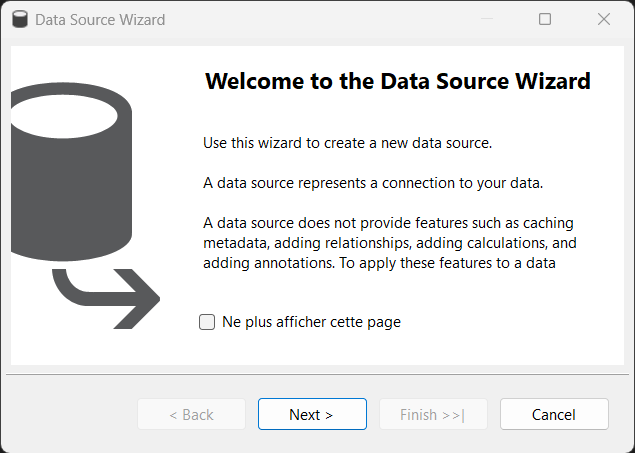 Data Source Wizard
Welcome to the Data Source Wizard
Use this wizard to create a new data source.
A data source represents a connection to your data.
A data source does not provide features such as caching
metadata, adding relationships, adding calculations, and
adding annotations. To apply these features to a data
Ne plus afficher cette page
< Back
Next >
Finish >>|
Cancel